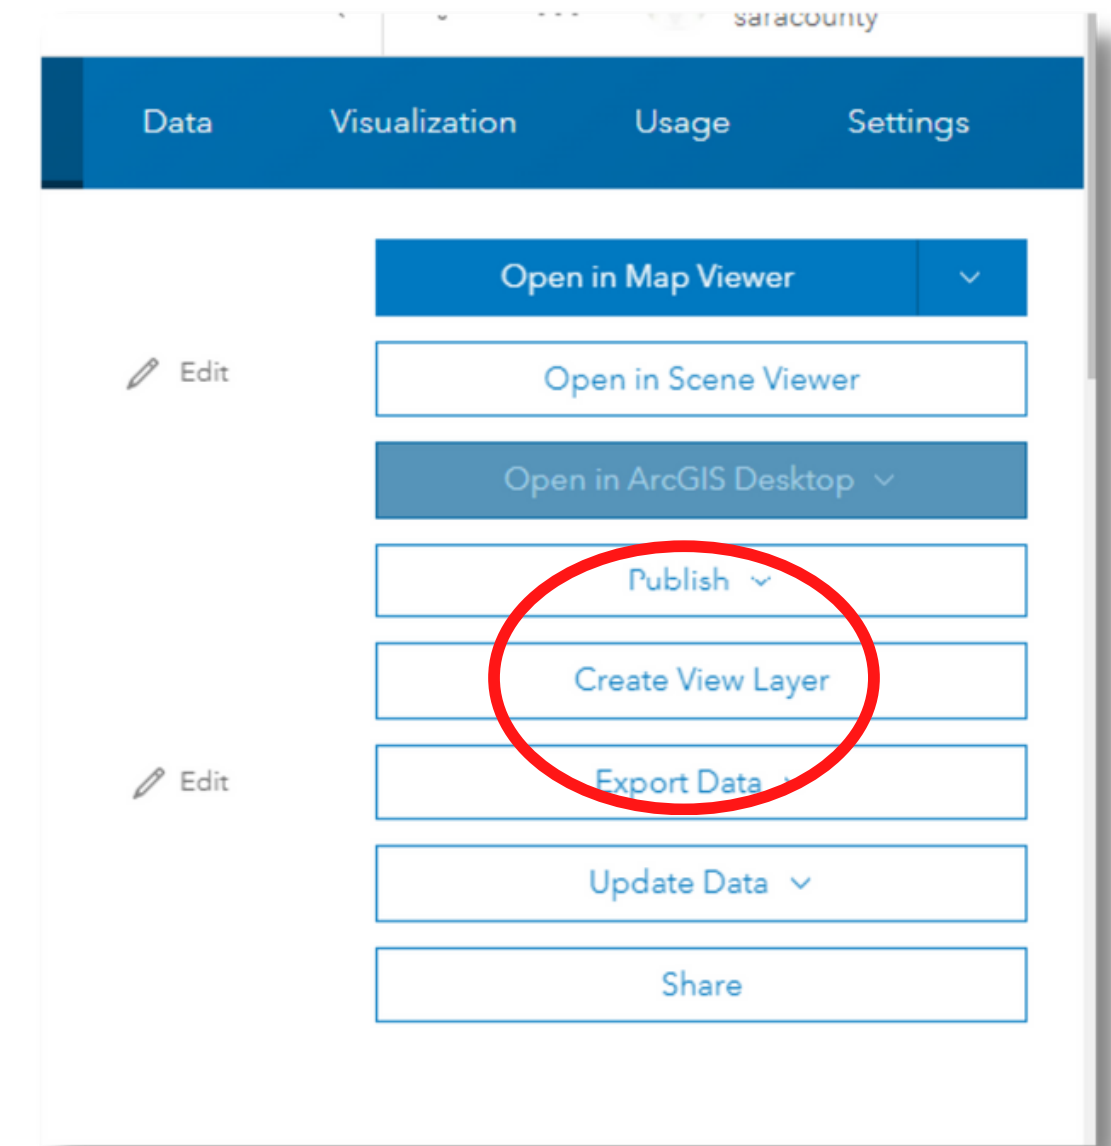 saracounty
Data Visualization Usage Settings
Open in Map Viewer
Edit
Open in Scene Viewer
Open in ArcGIS Desktop
Publish
Create View Layer
Edit
Export Data
Update Data
Share